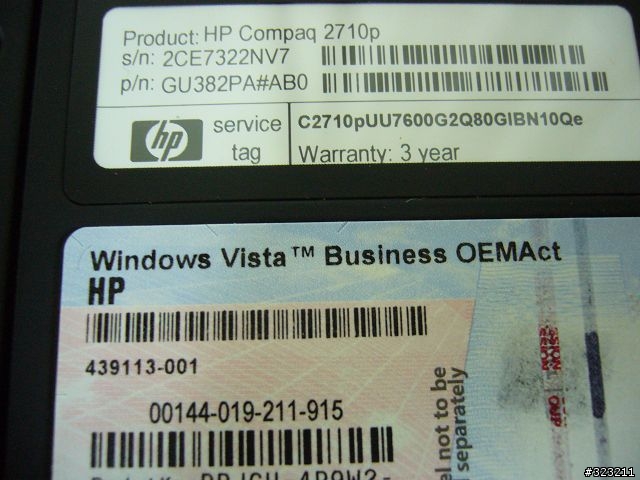 Product: HP Compaq 2710p
s/n: 2CE7322NV7
p/n: GU382PA#AB0
hp
service tag
C2710pUU7600G2Q80GIBN10Qe
Warranty: 3 year
Windows Vista™ Business OEMAct
HP
439113-001
00144-019-211-915
el not to be
separately
#323211